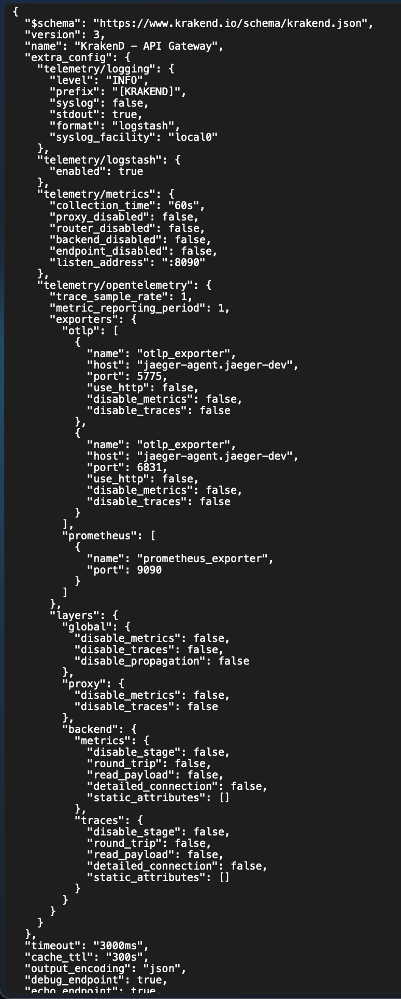 {
  "$schema": "https://www.krakend.io/schema/krakend.json",
  "version": 3,
  "name": "KrakenD – API Gateway",
  "extra_config": {
    "telemetry/logging": {
      "level": "INFO",
      "prefix": "[KRAKEND]",
      "syslog": false,
      "stdout": true,
      "format": "logstash",
      "syslog_facility": "local0"
    },
    "telemetry/logstash": {
      "enabled": true
    },
    "telemetry/metrics": {
      "collection_time": "60s",
      "proxy_disabled": false,
      "router_disabled": false,
      "backend_disabled": false,
      "endpoint_disabled": false,
      "listen_address": ":8090"
    },
    "telemetry/opentelemetry": {
      "trace_sample_rate": 1,
      "metric_reporting_period": 1,
      "exporters": {
        "otlp": [
          {
            "name": "otlp_exporter",
            "host": "jaeger-agent.jaeger-dev",
            "port": 5775,
            "use_http": false,
            "disable_metrics": false,
            "disable_traces": false
          },
          {
            "name": "otlp_exporter",
            "host": "jaeger-agent.jaeger-dev",
            "port": 6831,
            "use_http": false,
            "disable_metrics": false,
            "disable_traces": false
          }
        ],
        "prometheus": [
          {
            "name": "prometheus_exporter",
            "port": 9090
          }
        ]
      },
      "layers": {
        "global": {
          "disable_metrics": false,
          "disable_traces": false,
          "disable_propagation": false
        },
        "proxy": {
          "disable_metrics": false,
          "disable_traces": false
        },
        "backend": {
          "metrics": {
            "disable_stage": false,
            "round_trip": false,
            "read_payload": false,
            "detailed_connection": false,
            "static_attributes": []
          },
          "traces": {
            "disable_stage": false,
            "round_trip": false,
            "read_payload": false,
            "detailed_connection": false,
            "static_attributes": []
          }
        }
      }
    }
  },
  "timeout": "3000ms",
  "cache_ttl": "300s",
  "output_encoding": "json",
  "debug_endpoint": true,
  "echo_endpoint": true,